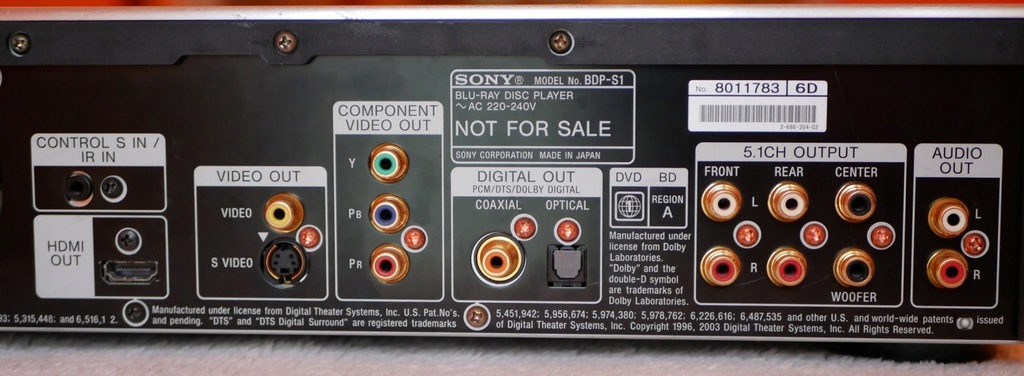 SONY® MODEL No. BDP-S1
BLU-RAY DISC PLAYER
~ AC 220-240V
NOT FOR SALE
SONY CORPORATION MADE IN JAPAN
No. 8011783 6D
2-686-204-02
CONTROL S IN /
IR IN
HDMI
OUT
VIDEO OUT
VIDEO
S VIDEO
COMPONENT
VIDEO OUT
Y
PB
PR
DIGITAL OUT
PCM/DTS/DOLBY DIGITAL
COAXIAL OPTICAL
DVD BD
REGION
A
Manufactured under
license from Dolby
Laboratories.
"Dolby" and the
double-D symbol
are trademarks of
Dolby Laboratories.
5.1CH OUTPUT
FRONT REAR CENTER
L
R
WOOFER
AUDIO
OUT
L
R
Manufactured under license from Digital Theater Systems, Inc. U.S. Pat.No's. 5,451,942; 5,956,674; 5,974,380; 5,978,762; 6,226,616; 6,487,535 and other U.S. and world-wide patents issued
93; 5,315,448; and 6,516,1 2. and pending. "DTS" and "DTS Digital Surround" are registered trademarks of Digital Theater Systems, Inc. Copyright 1996, 2003 Digital Theater Systems, Inc. All Rights Reserved.